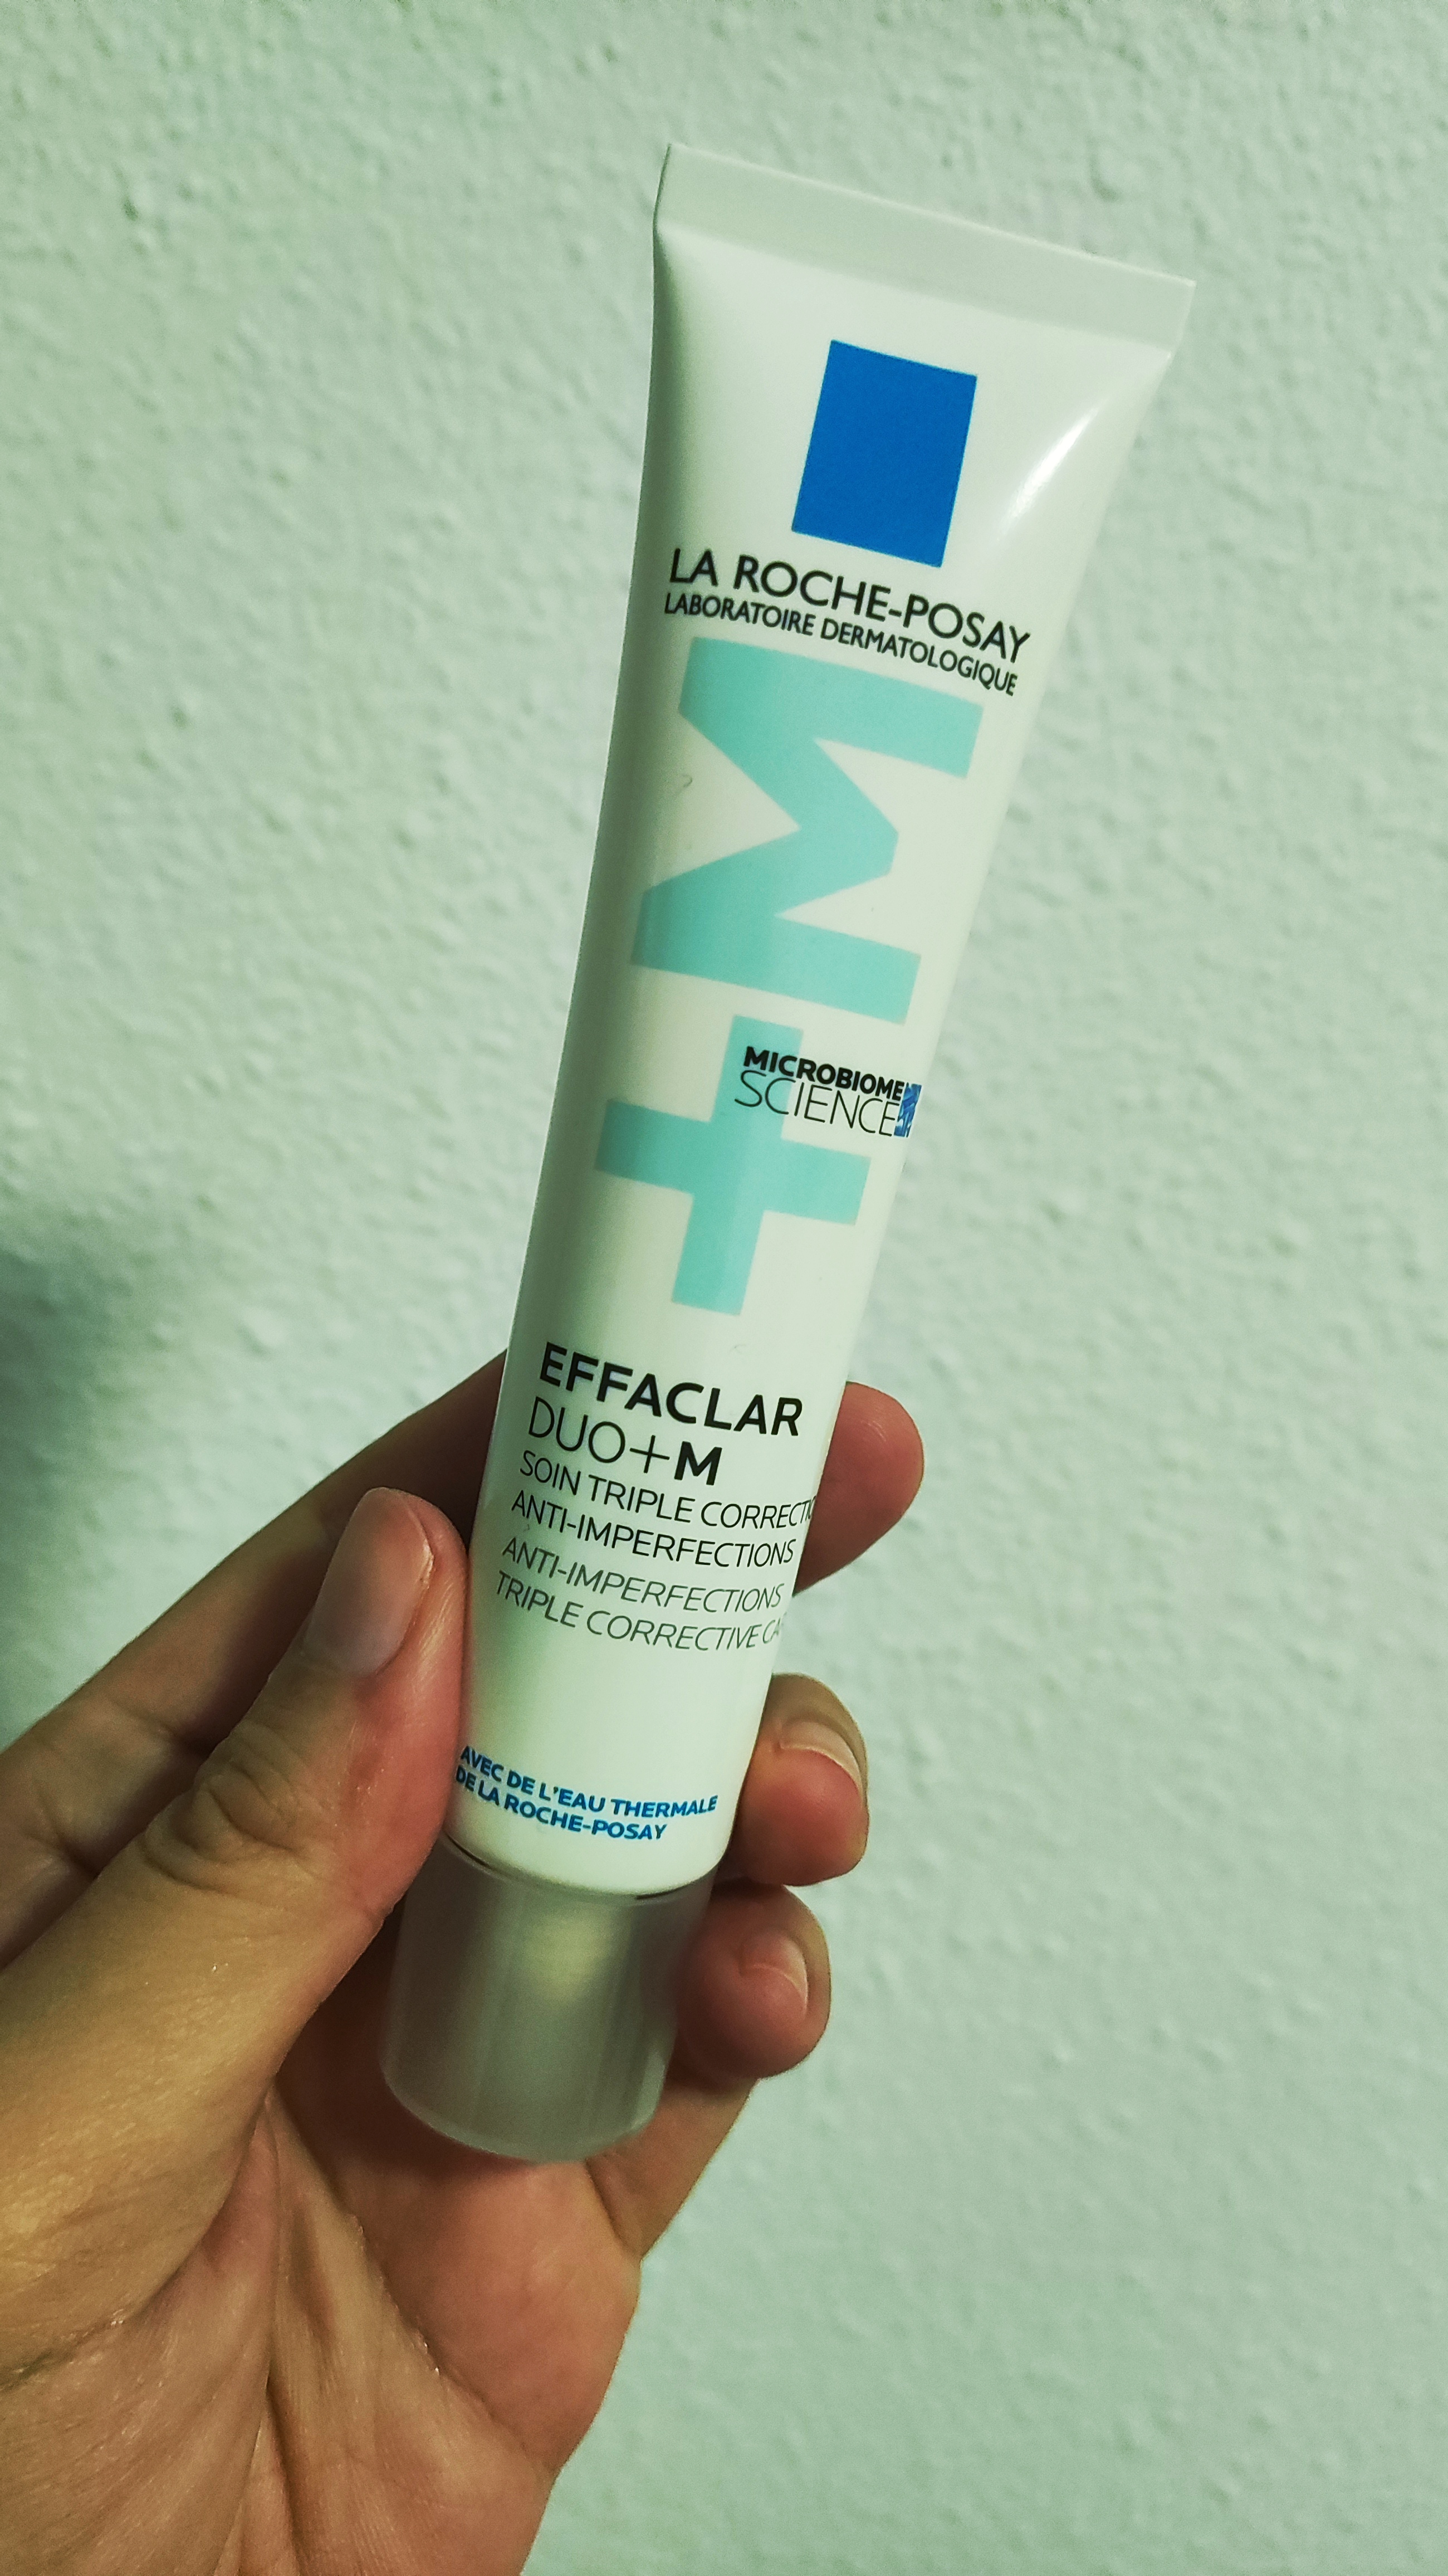 LA ROCHE-POSAY
LABORATOIRE DERMATOLOGIQUE
+M
MICROBIOME
SCIENCE
EFFACLAR
DUO+M
SOIN TRIPLE
ANTI-IMPERFECTIONS
ANTI-IMPERFECTIONS
TRIPLE CORRECTIVE
AVEC DE L'EAU THERMALE
DE LA ROCHE-POSAY